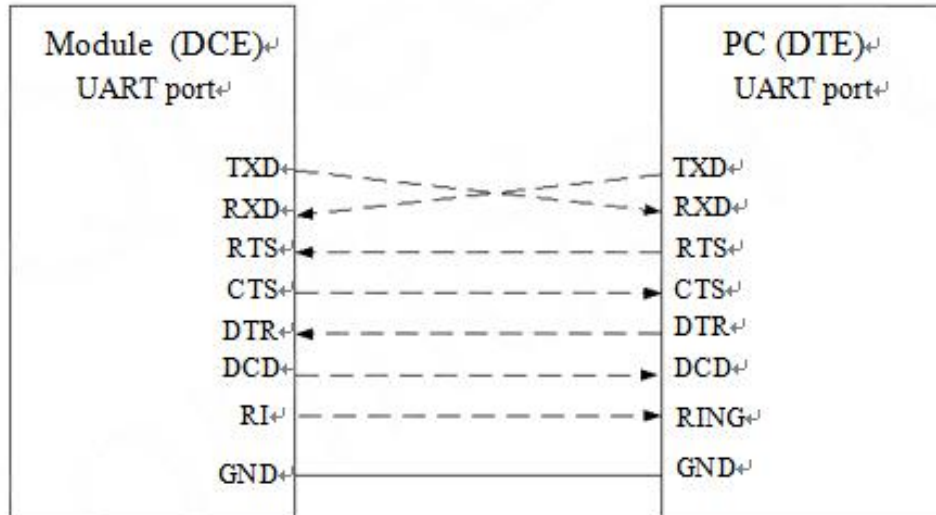 Module (DCE)↵
UART port↵
TXD↵
RXD↵
RTS↵
CTS↵
DTR↵
DCD↵
RI↵
GND↵
PC (DTE)↵
UART port↵
TXD↵
RXD↵
RTS↵
CTS↵
DTR↵
DCD↵
RING↵
GND↵